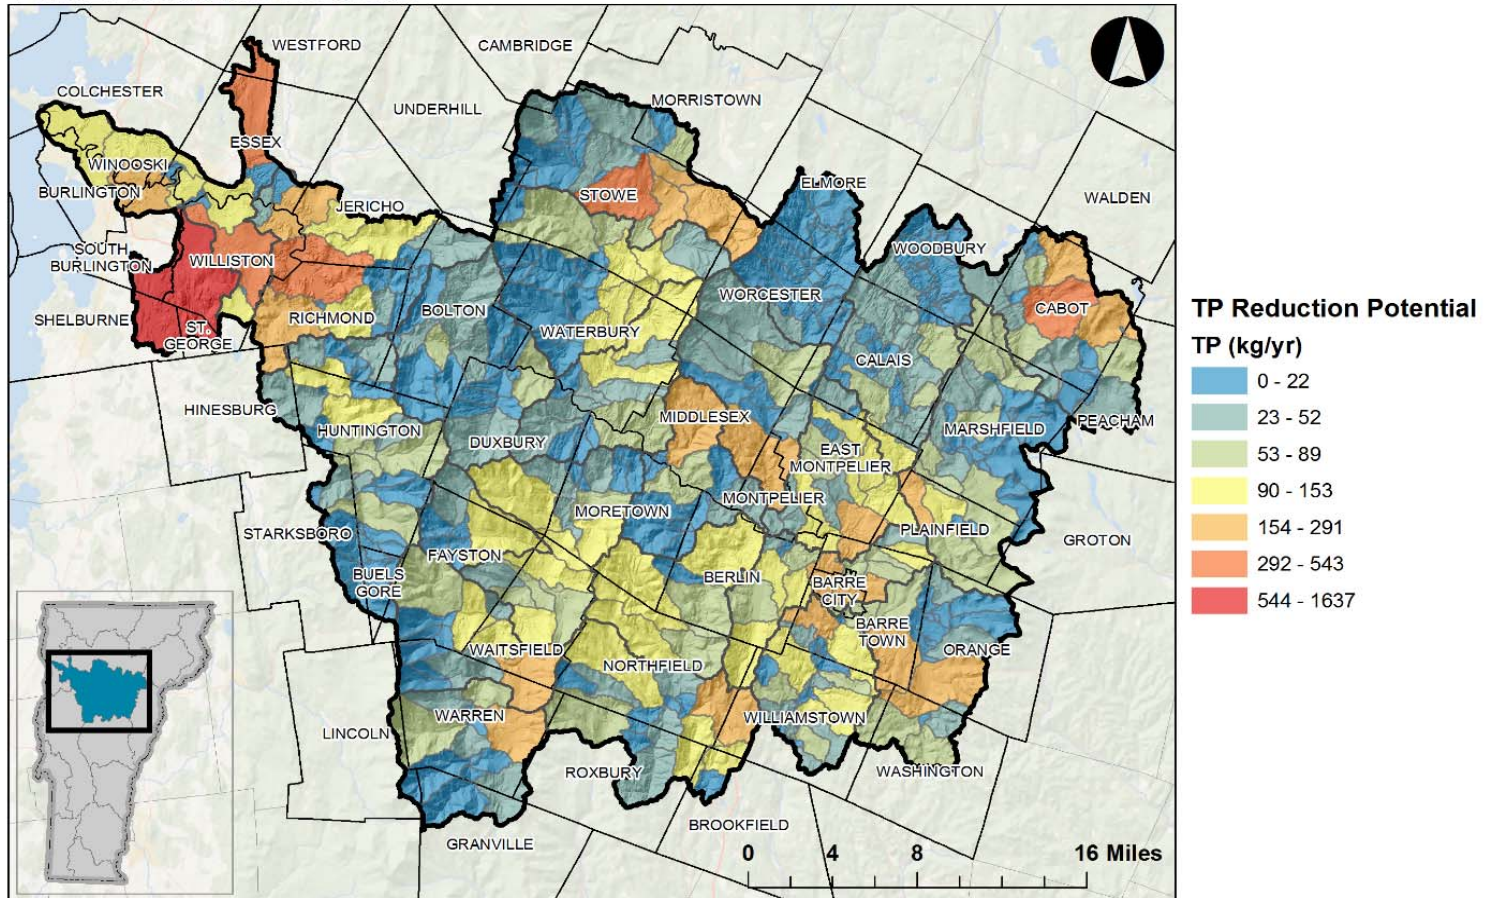 WESTFORD
CAMBRIDGE
COLCHESTER
MORRISTOWN
UNDERHILL
ESSEX
WINOOSKI
BURLINGTON
STOWE
ELMORE
WALDEN
JERICHO
SOUTH
BURLINGTON
WILLISTON
WOODBURY
WORCESTER
CABOT
SHELBURNE
ST.
GEORGE
RICHMOND
BOLTON
WATERBURY
CALAIS
HINESBURG
HUNTINGTON
DUXBURY
MIDDLESEX
MARSHFIELD
PEACHAM
EAST
MONTPELIER
MONTPELIER
MORETOWN
STARKSBORO
PLAINFIELD
GROTON
FAYSTON
BUELS
GORE
BERLIN
BARRE
CITY
BARRE
TOWN
WAITSFIELD
NORTHFIELD
ORANGE
WARREN
LINCOLN
WILLIAMSTOWN
ROXBURY
WASHINGTON
BROOKFIELD
GRANVILLE
0 4 8 16 Miles
TP Reduction Potential
TP (kg/yr)
0 - 22
23 - 52
53 - 89
90 - 153
154 - 291
292 - 543
544 - 1637